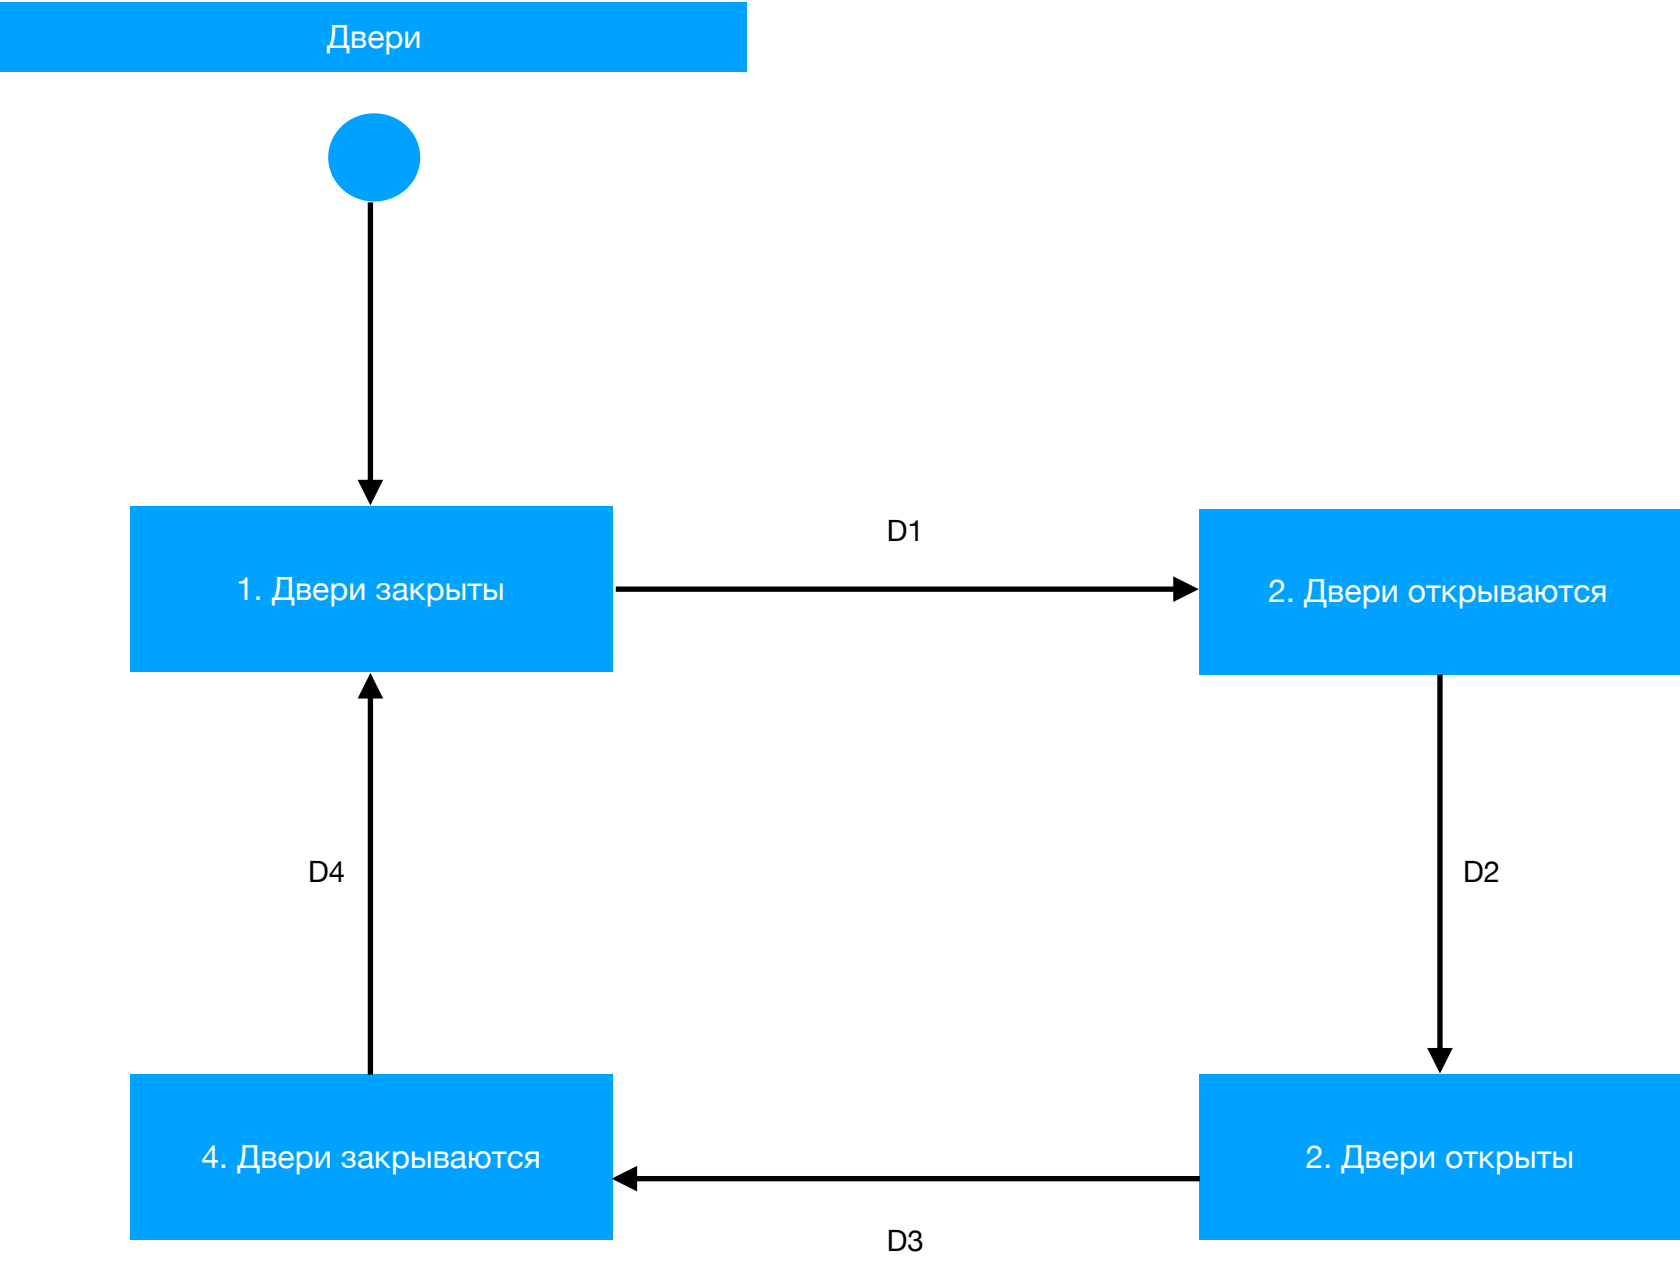 Двери
1. Двери закрыты
D1
2. Двери открываются
D4
D2
4. Двери закрываются
2. Двери открыты
D3